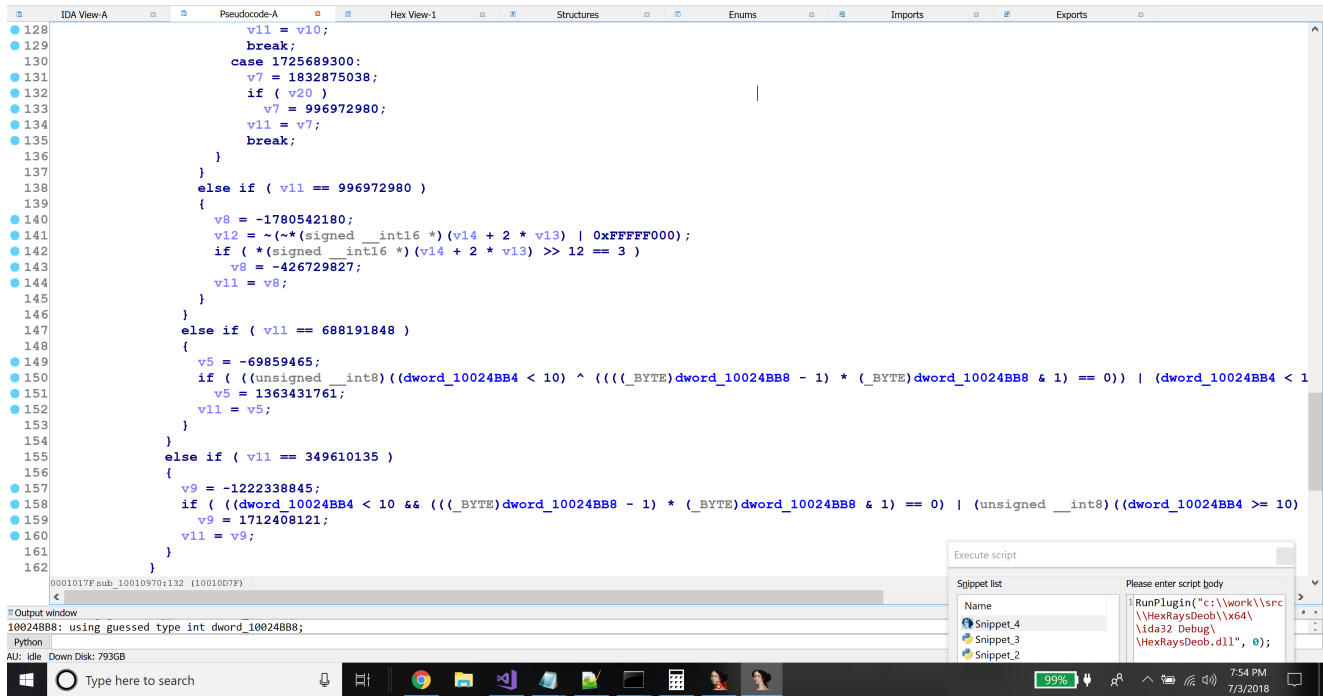 IDA View-A Pseudocode-A Hex View-1 Structures Enums Imports Exports
128 v11 = v10;
129 break;
130 case 1725689300:
131 v7 = 1832875038;
132 if ( v20 )
133 v7 = 996972980;
134 v11 = v7;
135 break;
136 }
137 }
138 else if ( v11 == 996972980 )
139 {
140 v8 = -1780542180;
141 v12 = ~(~*(signed __int16 *)(v14 + 2 * v13) | 0xFFFFF000);
142 if ( *(signed __int16 *)(v14 + 2 * v13) >> 12 == 3 )
143 v8 = -426729827;
144 v11 = v8;
145 }
146 }
147 else if ( v11 == 688191848 )
148 {
149 v5 = -69859465;
150 if ( ((unsigned __int8)((dword_10024BB4 < 10) ^ ((((_BYTE)dword_10024BB8 - 1) * (_BYTE)dword_10024BB8 & 1) == 0)) | (dword_10024BB4 < 1
151 v5 = 1363431761;
152 v11 = v5;
153 }
154 }
155 else if ( v11 == 349610135 )
156 {
157 v9 = -1222338845;
158 if ( ((dword_10024BB4 < 10 && (((_BYTE)dword_10024BB8 - 1) * (_BYTE)dword_10024BB8 & 1) == 0) | (unsigned __int8)((dword_10024BB4 >= 10)
159 v9 = 1712408121;
160 v11 = v9;
161 }
162 }
0001017F sub_10010970:132 (10010D7F)
Output window
10024BB8: using guessed type int dword_10024BB8;
Python
AU: idle Down Disk: 793GB
Execute script
Snippet list
Name
Snippet_4
Snippet_3
Snippet_2
Please enter script body
1 RunPlugin("c:\\work\\src
\\HexRaysDeob\\x64\
\ida32 Debug\
\HexRaysDeob.dll", 0);
Type here to search
99%
7:54 PM
7/3/2018